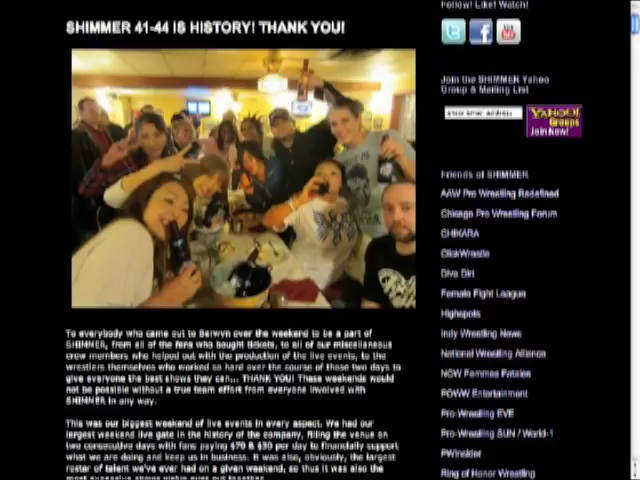 SHIMMER 41-44 IS HISTORY! THANK YOU!
To everybody who came out to Berwyn over the weekend to be a part of
SHIMMER, from all of the fans who bought tickets, to all of our miscellaneous
crew members who helped out with the production of the live events, to the
wrestlers themselves who worked so hard over the course of those two days to
give everyone the best shows they can... THANK YOU! These weekends would
not be possible without a true team effort from everyone involved with
SHIMMER in any way.
This was our biggest weekend of live events in every aspect. We had our
largest weekend live gate in the history of the company, filling the venue on
two consecutive days with fans paying $70 & $30 per day to financially support
what we are doing and keep us in business. It was also, obviously, the largest
roster of talent we've ever had on a given weekend, so thus it was also the
Follow! Like! Watch!
You
Join the SHIMMER Yahoo
Group & Mailing List
enter email address
YAHOO!
Groups
Join Now!
Friends of SHIMMER
AAW Pro Wrestling Redefined
Chicago Pro Wrestling Forum
CHIKARA
ClickWrestle
Diva Dirt
Female Fight League
Highspots
Indy Wrestling News
National Wrestling Alliance
NCW Femmes Fatales
PGWW Entertainment
Pro-Wrestling EVE
Pro-Wrestling SUN / World-1
PWInsider
Ring of Honor Wrestling